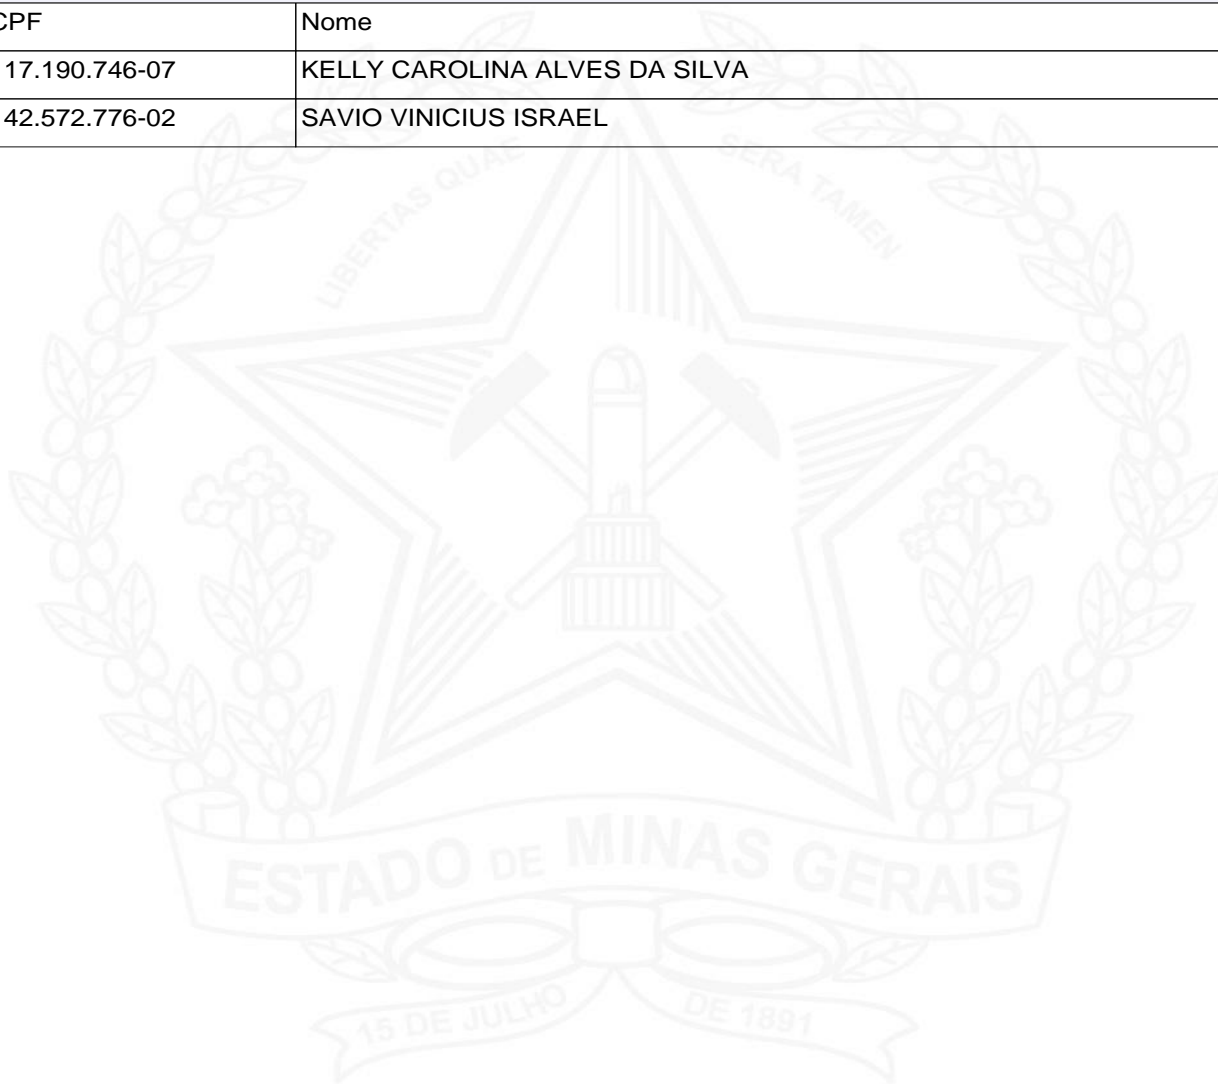 CPF Nome
17.190.746-07 KELLY CAROLINA ALVES DA SILVA
42.572.776-02 SAVIO VINICIUS ISRAEL
LIBERTAS QUAE SERA TAMEN
ESTADO DE MINAS GERAIS
15 DE JULHO DE 1891